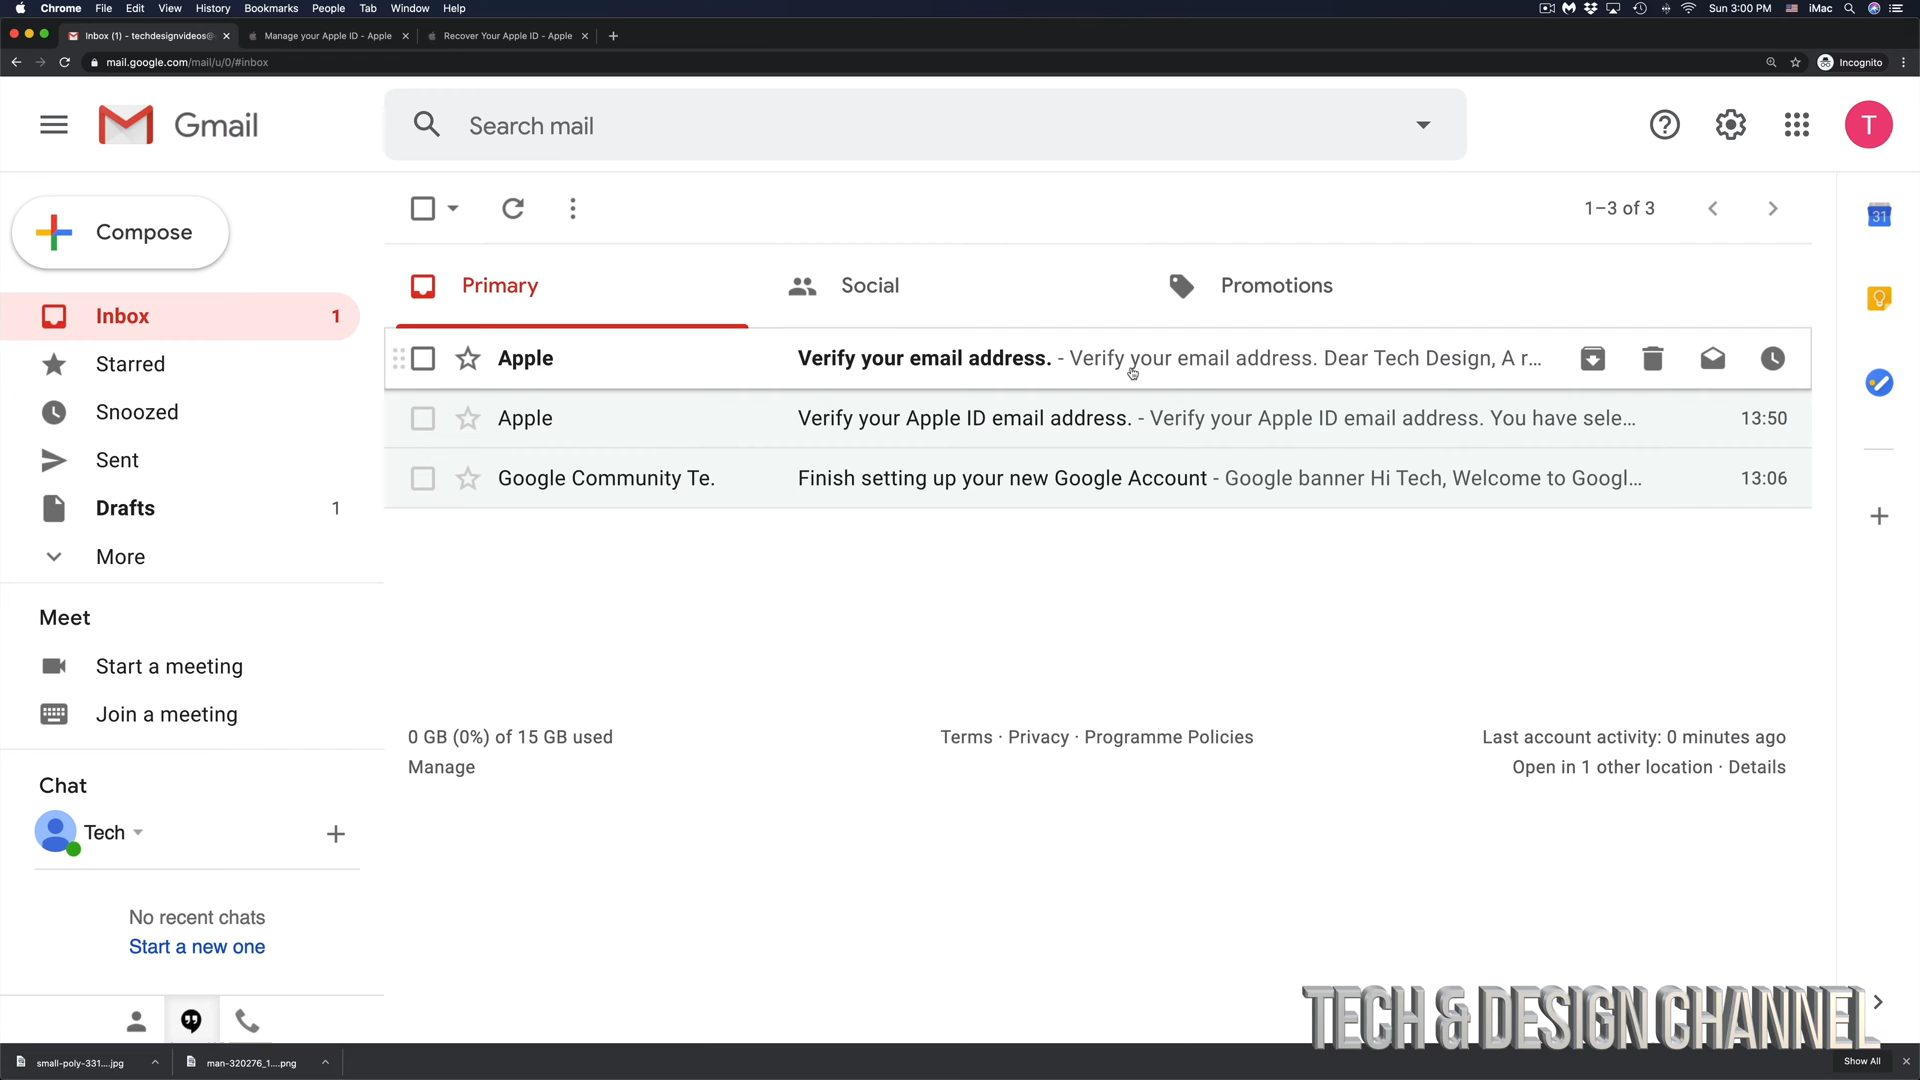 Chrome File Edit View History Bookmarks People Tab Window Help
Sun 3:00 PM iMac
Inbox (1) - techdesignvideos@
Manage your Apple ID - Apple
Recover Your Apple ID - Apple
mail.google.com/mail/u/0/#inbox
Incognito
Gmail
Search mail
T
Compose
1–3 of 3
31
Primary
Social
Promotions
Inbox 1
Starred
Snoozed
Sent
Drafts 1
More
Apple Verify your email address. - Verify your email address. Dear Tech Design, A r...
Apple Verify your Apple ID email address. - Verify your Apple ID email address. You have sele... 13:50
Google Community Te. Finish setting up your new Google Account - Google banner Hi Tech, Welcome to Googl... 13:06
Meet
Start a meeting
Join a meeting
0 GB (0%) of 15 GB used
Manage
Terms · Privacy · Programme Policies
Last account activity: 0 minutes ago
Open in 1 other location · Details
Chat
Tech
No recent chats
Start a new one
TECH & DESIGN CHANNEL
small-poly-331....jpg
man-320276_1....png
Show All